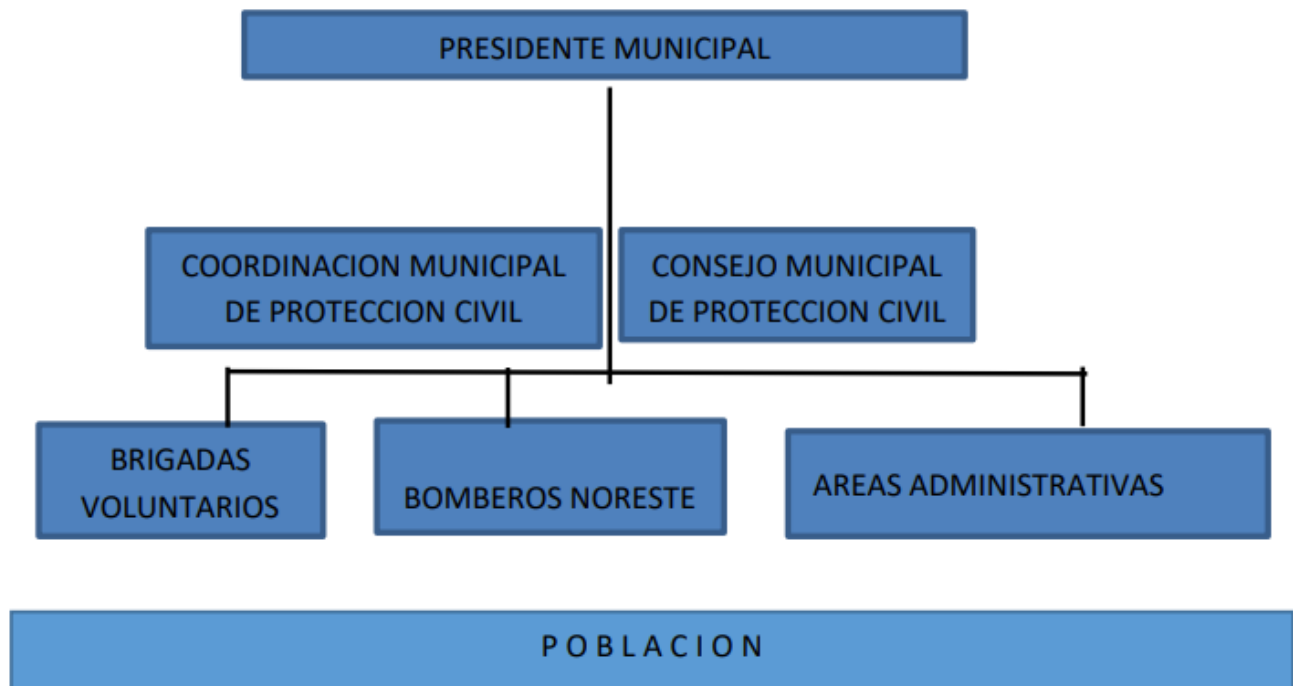 PRESIDENTE MUNICIPAL
COORDINACION MUNICIPAL
DE PROTECCION CIVIL
CONSEJO MUNICIPAL
DE PROTECCION CIVIL
BRIGADAS
VOLUNTARIOS
BOMBEROS NORESTE
AREAS ADMINISTRATIVAS
P O B L A C I O N